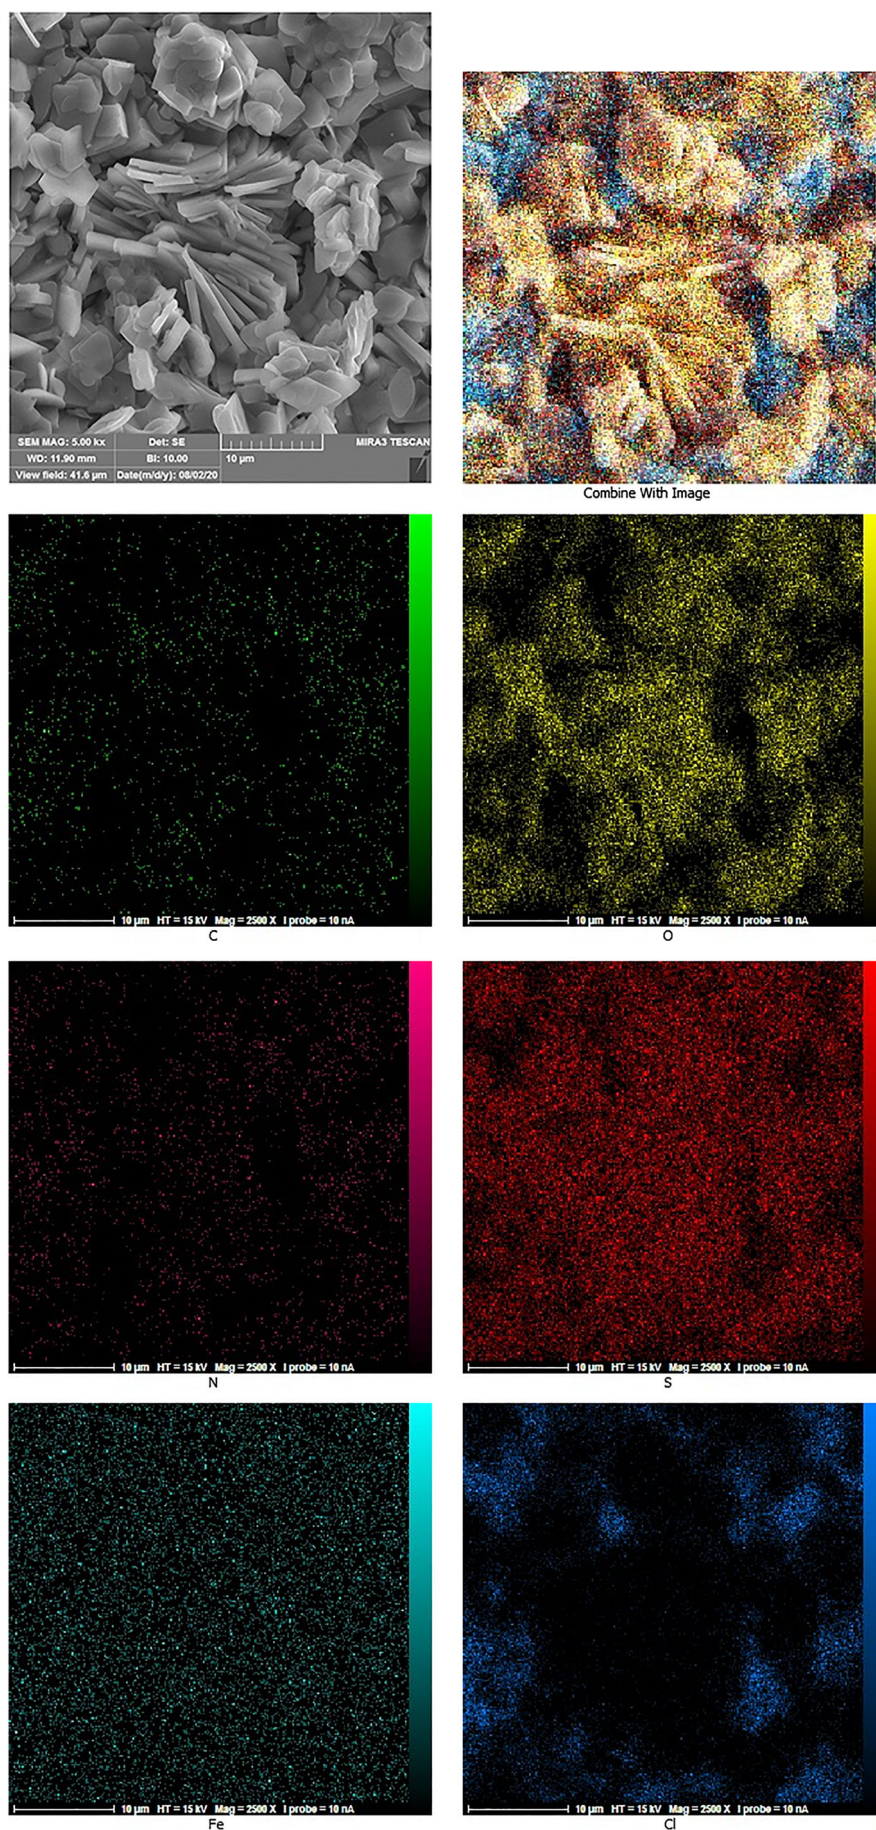 SEM MAG: 5.00 kx Det: SE MIRA3 TESCAN
WD: 11.90 mm BI: 10.00 10 µm
View field: 41.6 µm Date(m/d/y): 08/02/20
Combine With Image
10 µm HT = 15 kV Mag = 2500 X I probe = 10 nA
C
10 µm HT = 15 kV Mag = 2500 X I probe = 10 nA
O
10 µm HT = 15 kV Mag = 2500 X I probe = 10 nA
N
10 µm HT = 15 kV Mag = 2500 X I probe = 10 nA
S
10 µm HT = 15 kV Mag = 2500 X I probe = 10 nA
Fe
10 µm HT = 15 kV Mag = 2500 X I probe = 10 nA
Cl